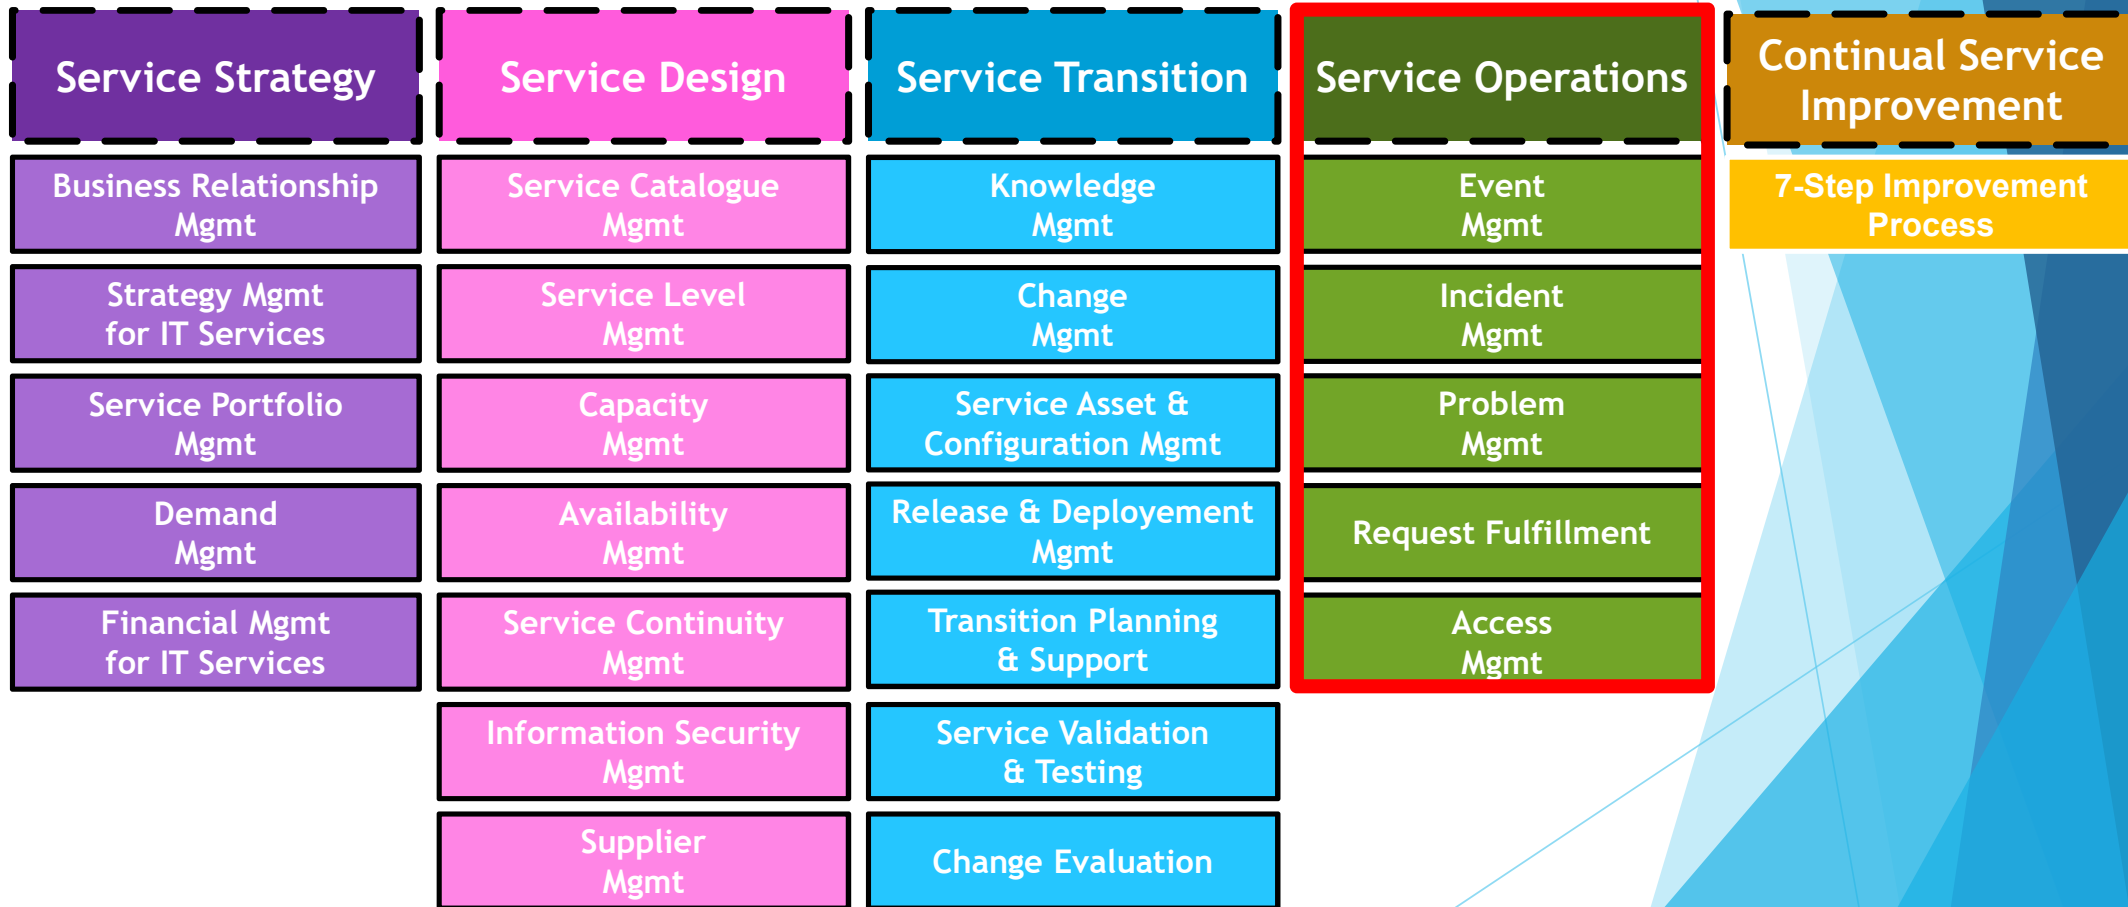 Service Strategy
Business Relationship
Mgmt
Strategy Mgmt
for IT Services
Service Portfolio
Mgmt
Demand
Mgmt
Financial Mgmt
for IT Services
Service Design
Service Catalogue
Mgmt
Service Level
Mgmt
Capacity
Mgmt
Availability
Mgmt
Service Continuity
Mgmt
Information Security
Mgmt
Supplier
Mgmt
Service Transition
Knowledge
Mgmt
Change
Mgmt
Service Asset &
Configuration Mgmt
Release & Deployement
Mgmt
Transition Planning
& Support
Service Validation
& Testing
Change Evaluation
Service Operations
Event
Mgmt
Incident
Mgmt
Problem
Mgmt
Request Fulfillment
Access
Mgmt
Continual Service
Improvement
7-Step Improvement
Process